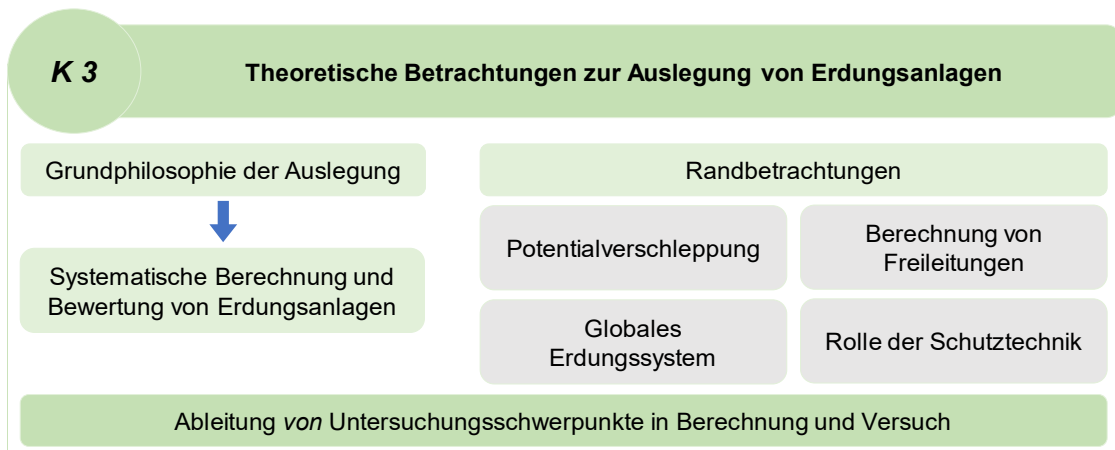 K 3
Theoretische Betrachtungen zur Auslegung von Erdungsanlagen
Grundphilosophie der Auslegung
Systematische Berechnung und
Bewertung von Erdungsanlagen
Randbetrachtungen
Potentialverschleppung
Berechnung von
Freileitungen
Globales
Erdungssystem
Rolle der Schutztechnik
Ableitung von Untersuchungsschwerpunkte in Berechnung und Versuch